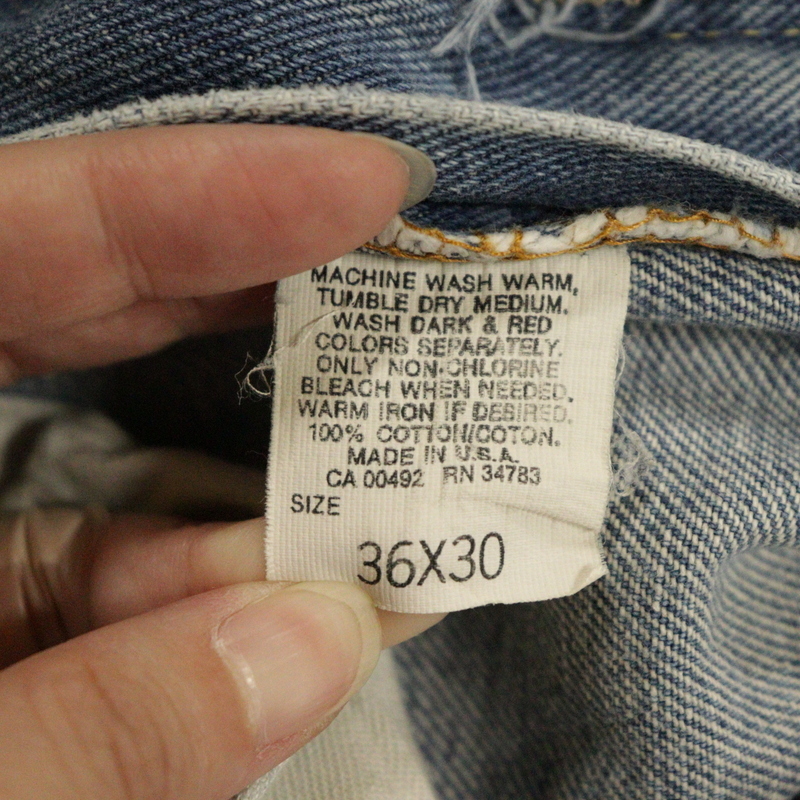 MACHINE WASH WARM,
TUMBLE DRY MEDIUM.
WASH DARK & RED
COLORS SEPARATELY.
ONLY NON-CHLORINE
BLEACH WHEN NEEDED.
WARM IRON IF DESIRED.
100% COTTON/COTON.
MADE IN U.S.A.
CA 00492 RN 34783
SIZE
36X30